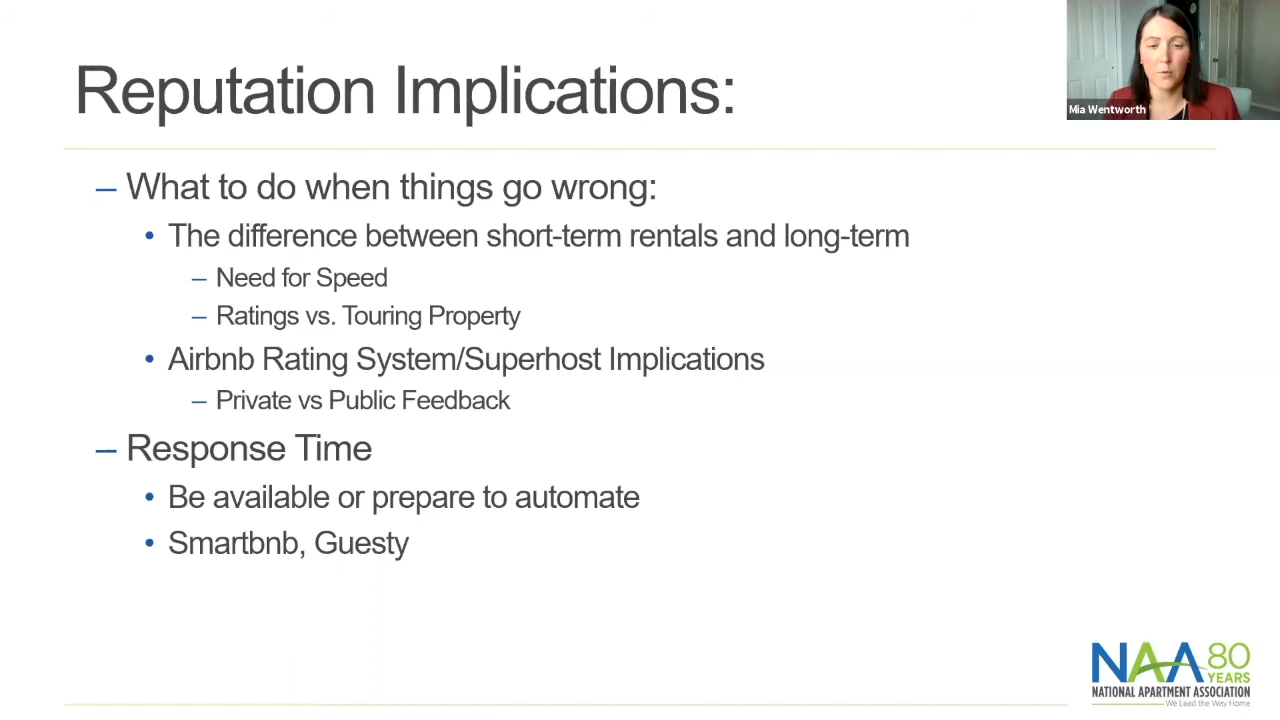 Reputation Implications:
Mia Wentworth
– What to do when things go wrong:
• The difference between short-term rentals and long-term
– Need for Speed
– Ratings vs. Touring Property
• Airbnb Rating System/Superhost Implications
– Private vs Public Feedback
– Response Time
• Be available or prepare to automate
• Smartbnb, Guesty
NAA 80
YEARS
NATIONAL APARTMENT ASSOCIATION
We Lead the Way Home